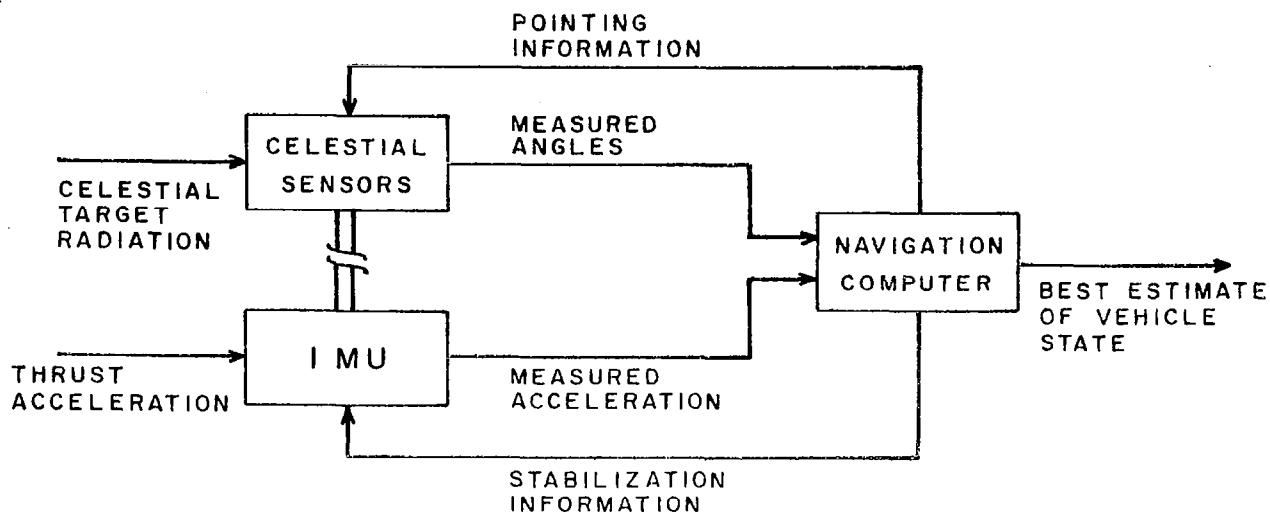 POINTING
INFORMATION
CELESTIAL
SENSORS
MEASURED
ANGLES
CELESTIAL
TARGET
RADIATION
NAVIGATION
COMPUTER
BEST ESTIMATE
OF VEHICLE
STATE
IMU
THRUST
ACCELERATION
MEASURED
ACCELERATION
STABILIZATION
INFORMATION